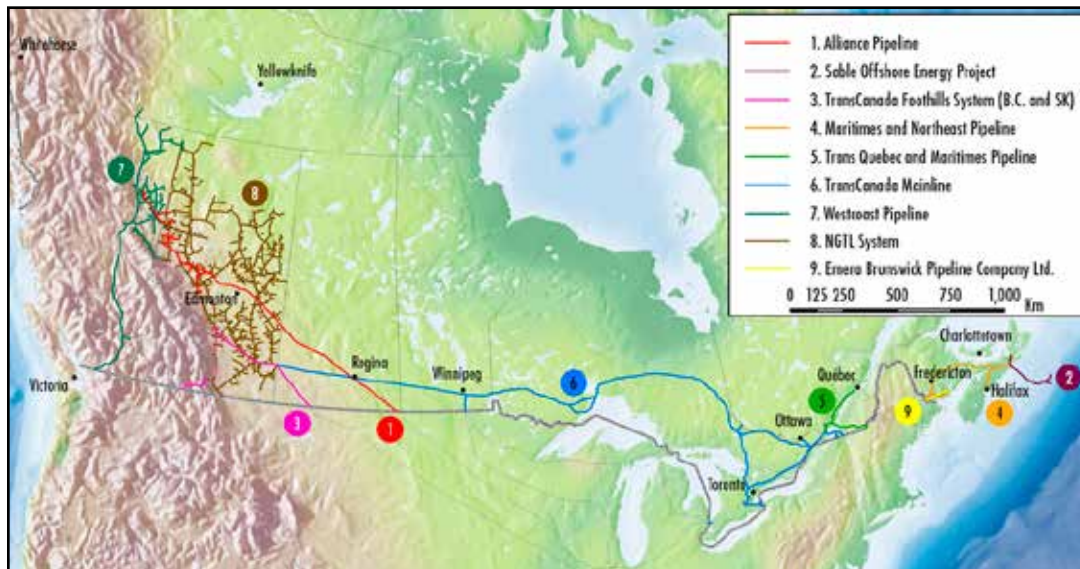 Whitehorse
Yellowknife
1. Alliance Pipeline
2. Sable Offshore Energy Project
3. TransCanada Foothills System (B.C. and SK)
4. Maritimes and Northeast Pipeline
5. Trans Quebec and Maritimes Pipeline
6. TransCanada Mainline
7. Westcoast Pipeline
8. NGTL System
9. Emera Brunswick Pipeline Company Ltd.
0 125 250 500 750 1,000 Km
7
8
Edmonton
Victoria
Regina
Winnipeg
6
3
1
Ottawa
Toronto
5
Québec
Charlottetown
Fredericton
Halifax
9
4
2